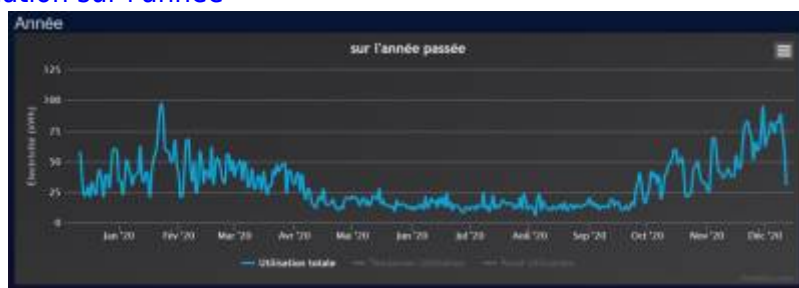 ation sur l'année
Année
sur l'année passée
125
100
75
50
25
0
Electricité (kWh)
Jan '20 Fév '20 Mar '20 Avr '20 Mai '20 Jun '20 Jul '20 Aoû '20 Sep '20 Oct '20 Nov '20 Déc '20
Utilisation totale